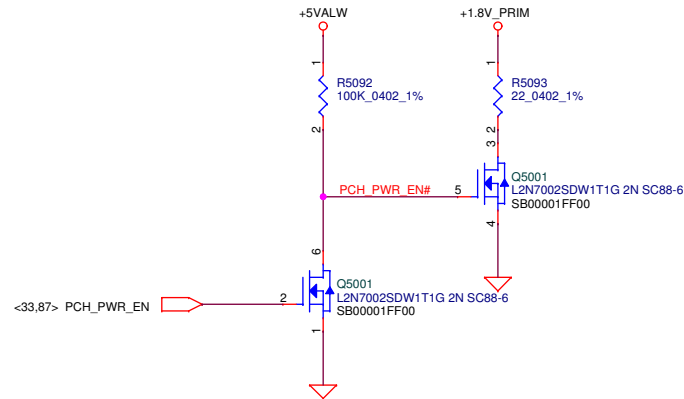 +5VALW
+1.8V_PRIM
1
R5092
100K_0402_1%
2
1
R5093
22_0402_1%
2
3
PCH_PWR_EN#
5
Q5001
L2N7002SDW1T1G 2N SC88-6
SB00001FF00
4
6
<33,87> PCH_PWR_EN
2
Q5001
L2N7002SDW1T1G 2N SC88-6
SB00001FF00
1